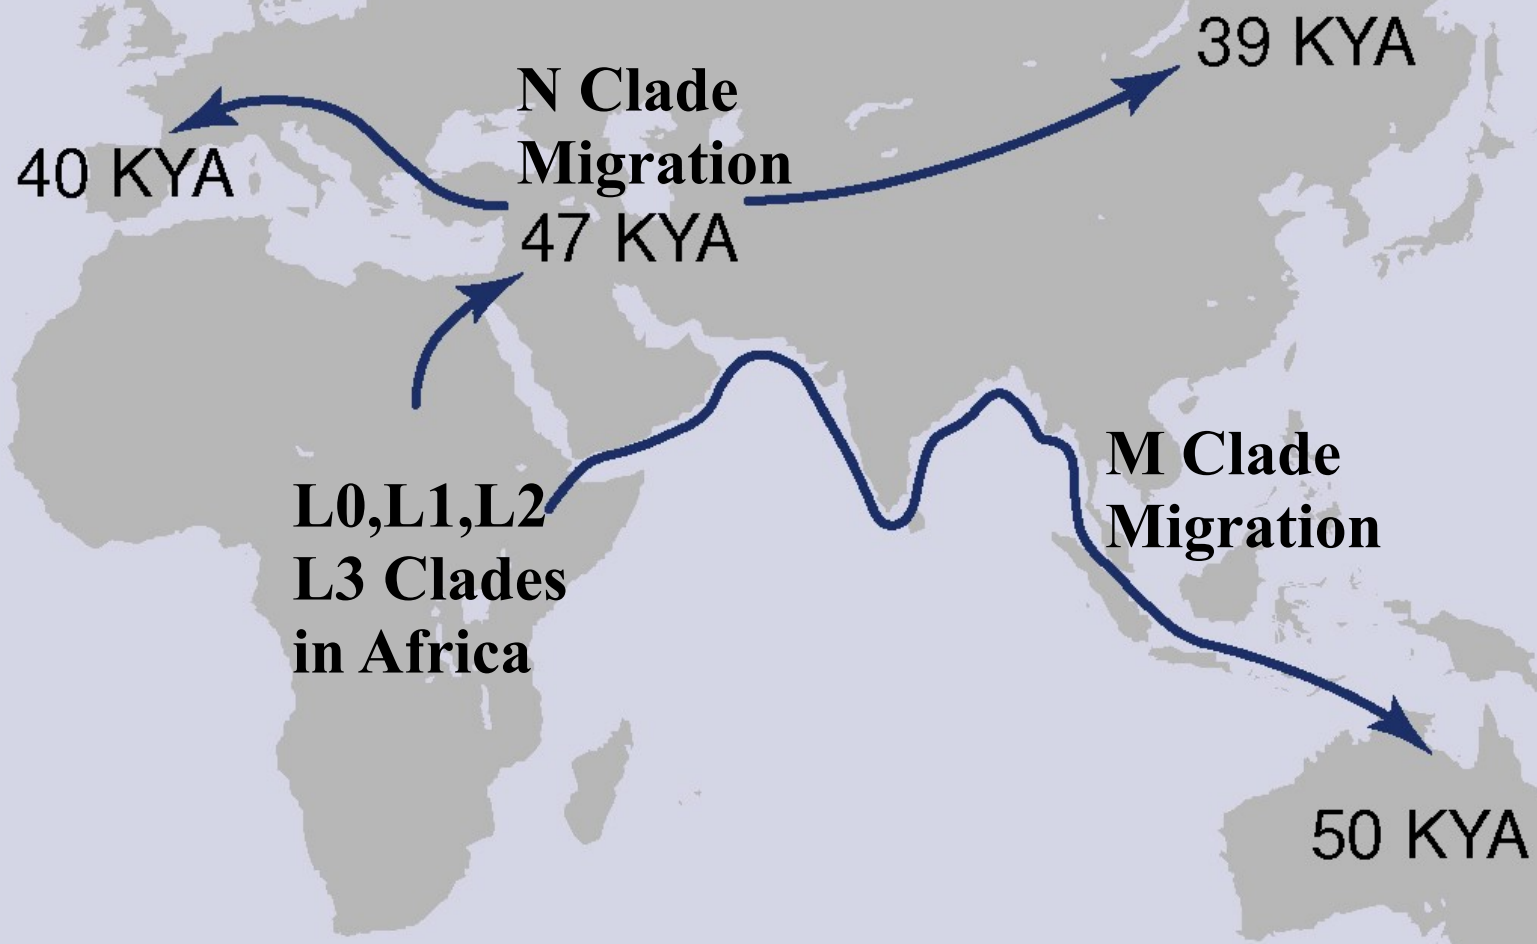 39 KYA
N Clade
Migration
40 KYA
47 KYA
M Clade
Migration
L0,L1,L2
L3 Clades
in Africa
50 KYA